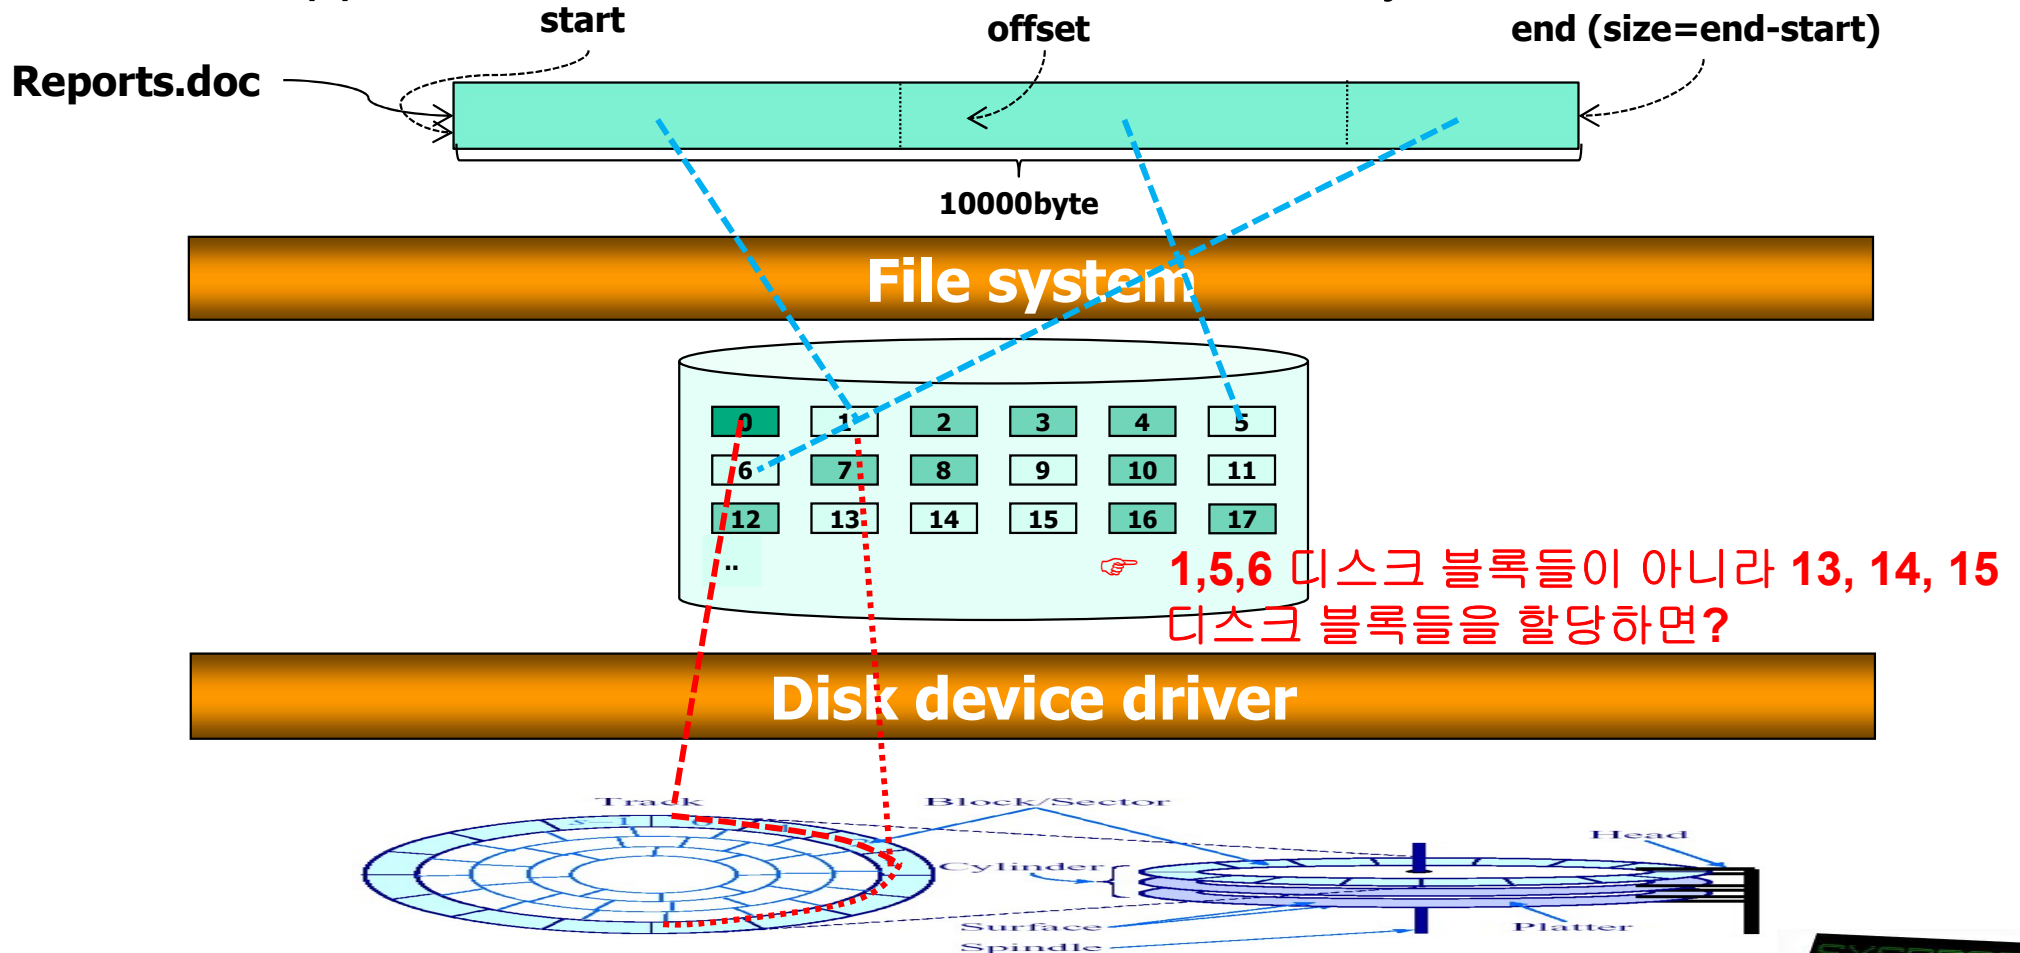 start
offset
end (size=end-start)
Reports.doc
10000byte
File system
0 1 2 3 4 5
6 7 8 9 10 11
12 13 14 15 16 17
..
☞ 1,5,6 디스크 블록들이 아니라 13, 14, 15
디스크 블록들을 할당하면?
Disk device driver
Track
Block/Sector
Head
Cylinder
Surface
Platter
Spindle